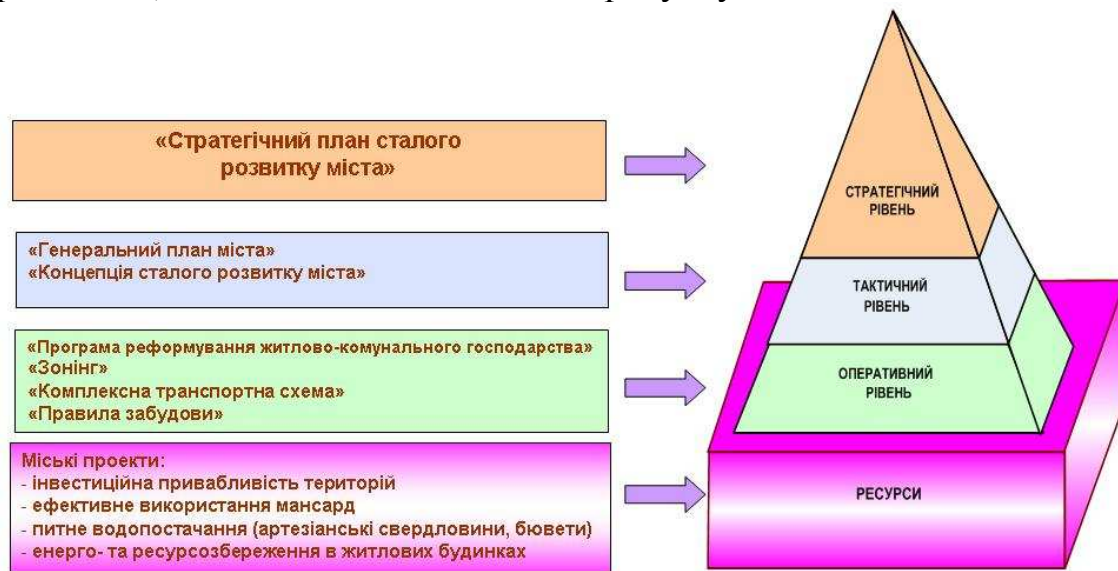 «Стратегічний план сталого
розвитку міста»
СТРАТЕГІЧНИЙ
РІВЕНЬ
«Генеральний план міста»
«Концепція сталого розвитку міста»
ТАКТИЧНИЙ
РІВЕНЬ
«Програма реформування житлово-комунального господарства»
«Зонінг»
«Комплексна транспортна схема»
«Правила забудови»
ОПЕРАТИВНИЙ
РІВЕНЬ
Міські проекти:
- інвестиційна привабливість територій
- ефективне використання мансард
- питне водопостачання (артезіанські свердловини, бювети)
- енерго- та ресурсозбереження в житлових будинках
РЕСУРСИ